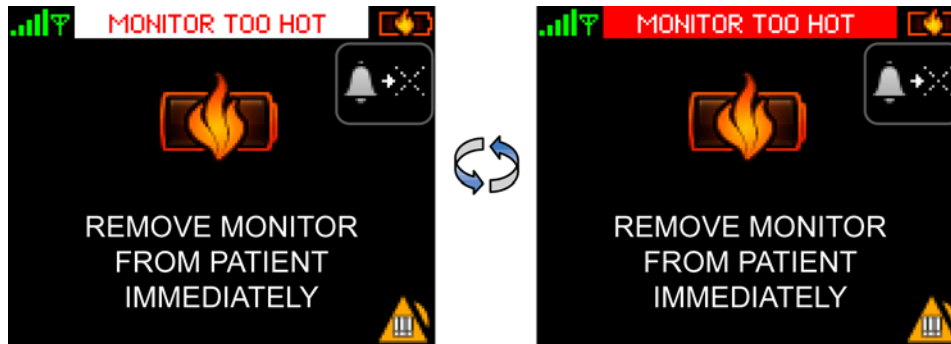 MONITOR TOO HOT
REMOVE MONITOR
FROM PATIENT
IMMEDIATELY
MONITOR TOO HOT
REMOVE MONITOR
FROM PATIENT
IMMEDIATELY